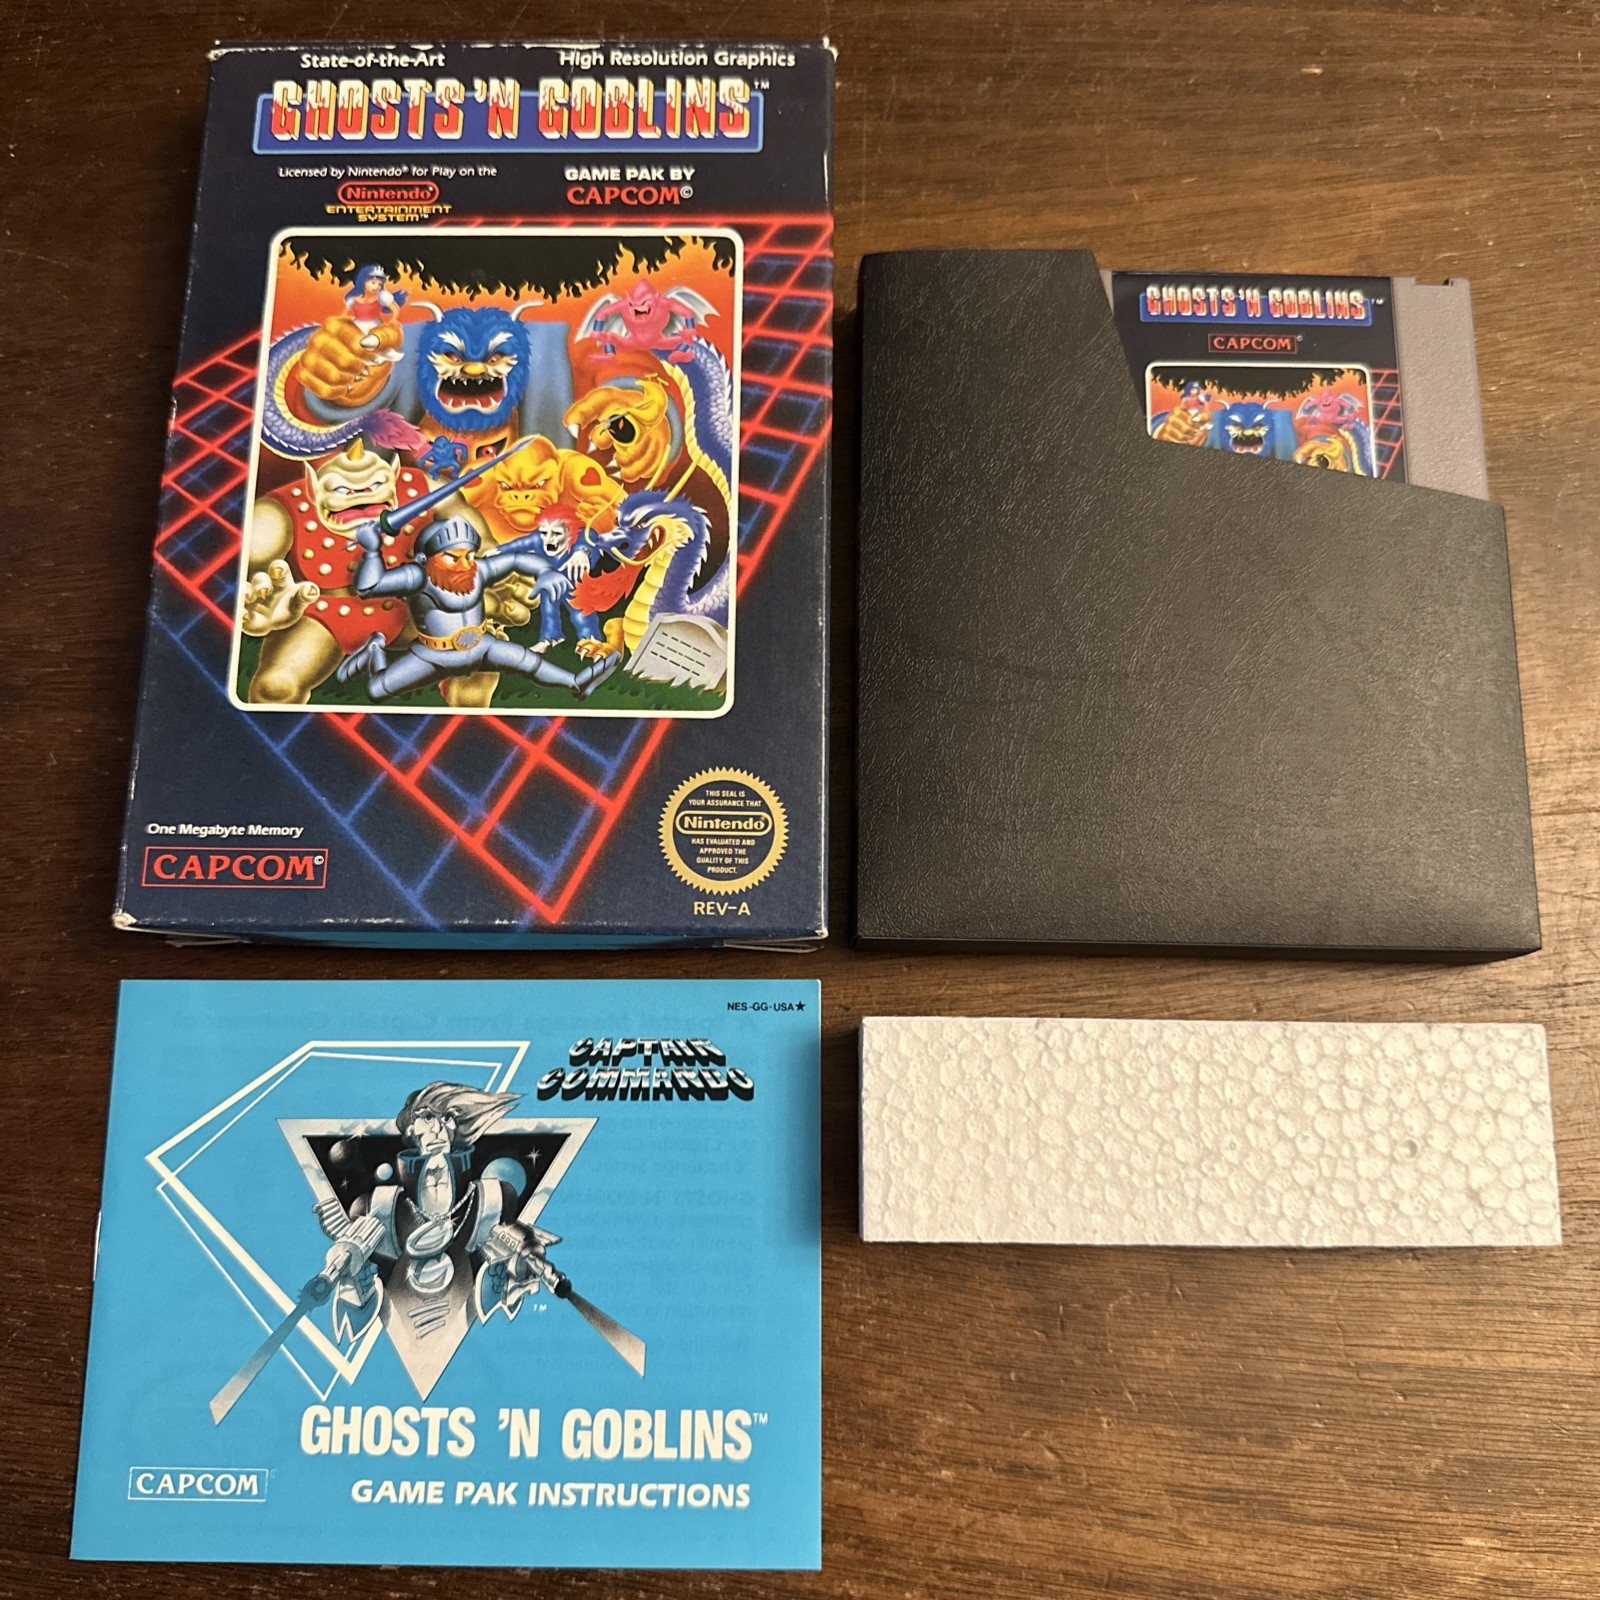 State-of-the-Art High Resolution Graphics
GHOSTS 'N GOBLINS™
Licensed by Nintendo® for Play on the
Nintendo®
ENTERTAINMENT
SYSTEM™
GAME PAK BY
CAPCOM©
One Megabyte Memory
CAPCOM©
THIS SEAL IS
YOUR ASSURANCE THAT
Nintendo®
HAS EVALUATED AND
APPROVED THE
QUALITY OF THIS
PRODUCT.
REV-A
GHOSTS 'N GOBLINS™
CAPCOM©
NES-GG-USA★
CAPTAIN
COMMANDO
™
GHOSTS 'N GOBLINS™
CAPCOM©
GAME PAK INSTRUCTIONS